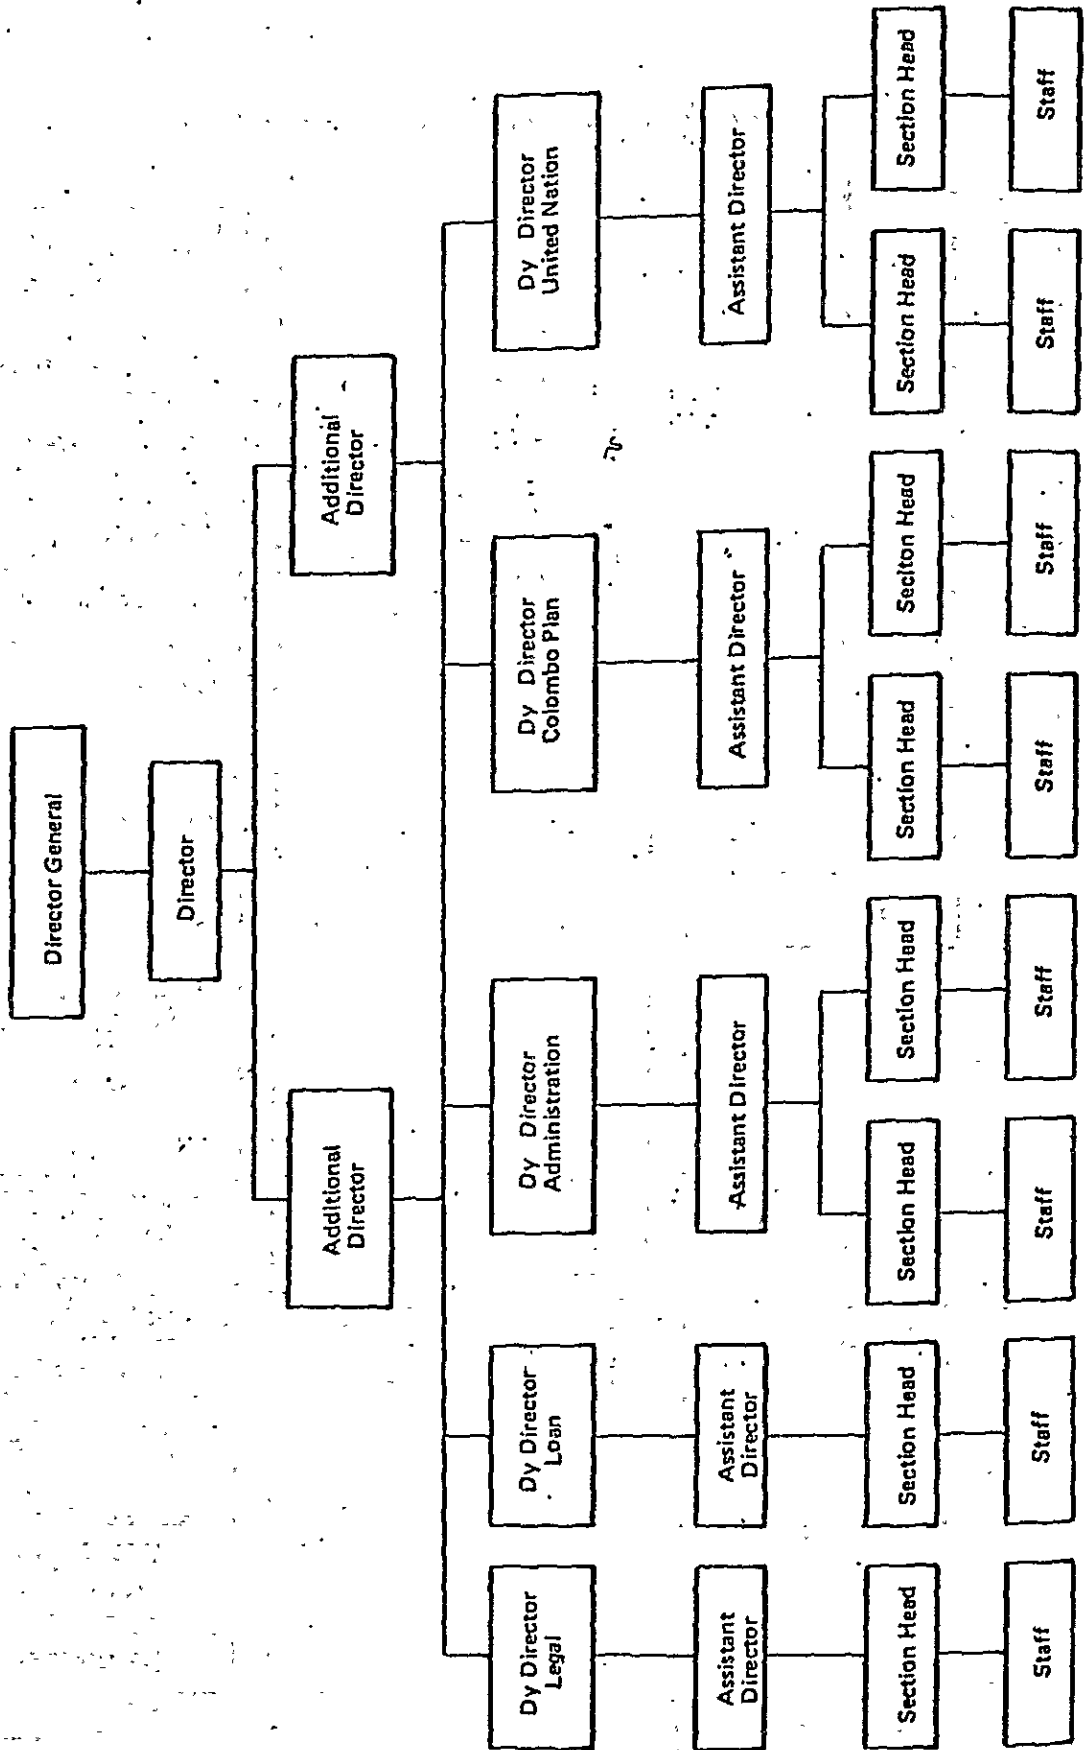 Director General
Director
Additional
Director
Additional
Director
Dy Director
Legal
Dy Director
Loan
Dy Director
Administration
Dy Director
Colombo Plan
Dy Director
United Nation
Assistant
Director
Assistant
Director
Assistant Director
Assistant Director
Assistant Director
Section Head
Section Head
Section Head
Section Head
Section Head
Seciton Head
Section Head
Section Head
Staff
Staff
Staff
Staff
Staff
Staff
Staff
Staff